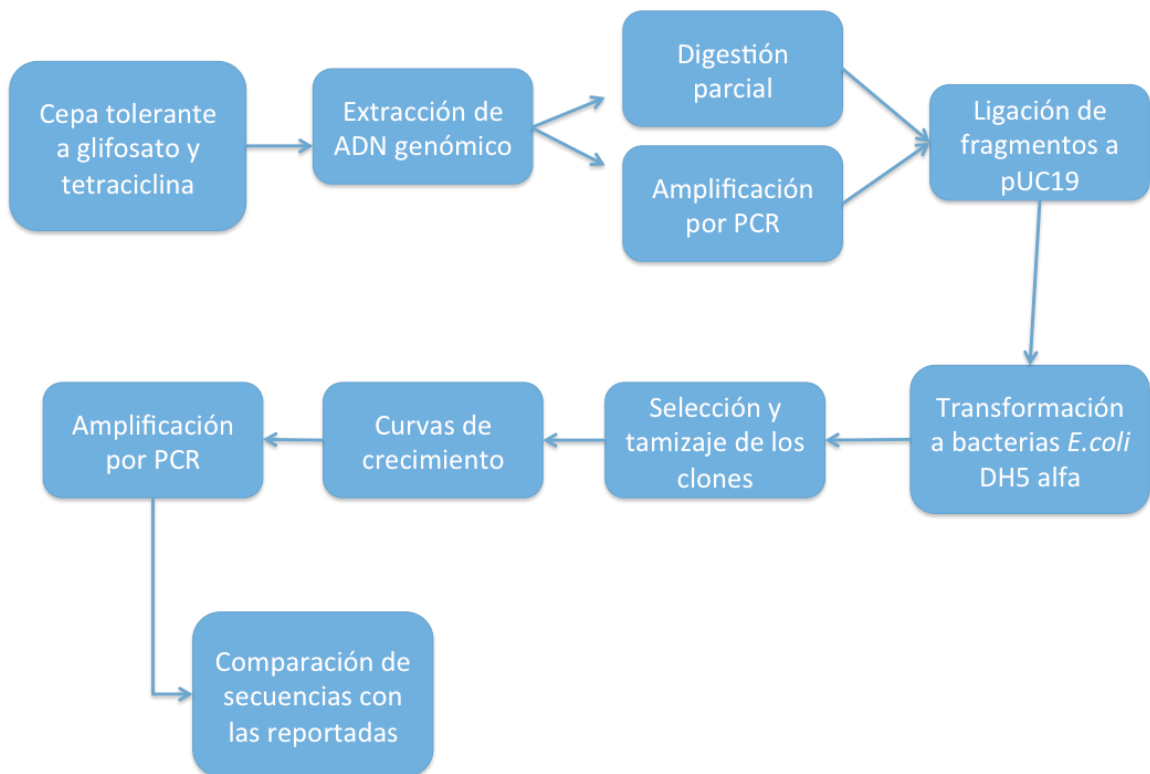 Cepa tolerante
a glifosato y
tetraciclina
Extracción de
ADN genómico
Digestión
parcial
Amplificación
por PCR
Ligación de
fragmentos a
pUC19
Transformación
a bacterias E.coli
DH5 alfa
Selección y
tamizaje de los
clones
Curvas de
crecimiento
Amplificación
por PCR
Comparación de
secuencias con
las reportadas